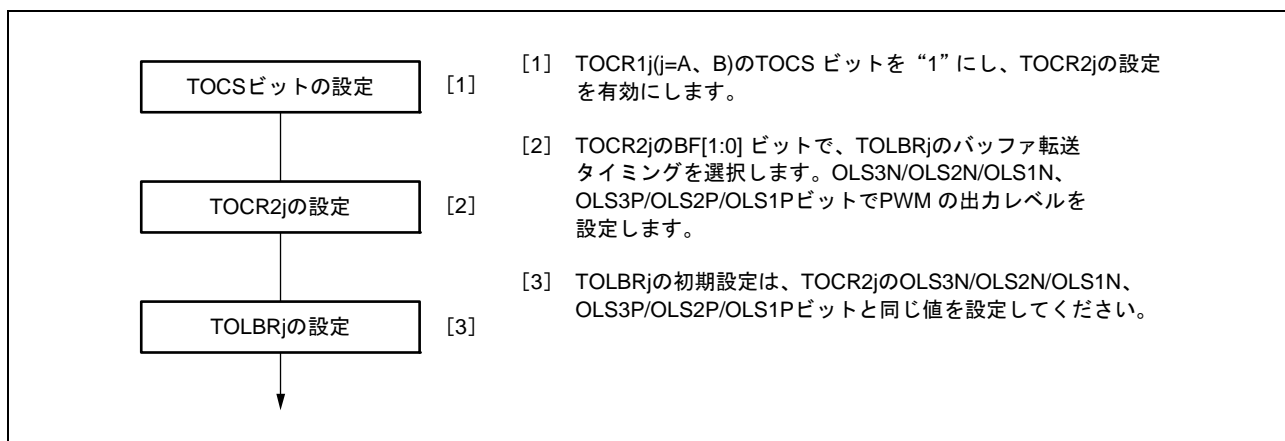 TOCSビットの設定
[1]
TOCR2jの設定
[2]
TOLBRjの設定
[3]
[1] TOCR1j(j=A、B)のTOCS ビットを“1”にし、TOCR2jの設定
を有効にします。
[2] TOCR2jのBF[1:0] ビットで、TOLBRjのバッファ転送
タイミングを選択します。OLS3N/OLS2N/OLS1N、
OLS3P/OLS2P/OLS1PビットでPWM の出力レベルを
設定します。
[3] TOLBRjの初期設定は、TOCR2jのOLS3N/OLS2N/OLS1N、
OLS3P/OLS2P/OLS1Pビットと同じ値を設定してください。